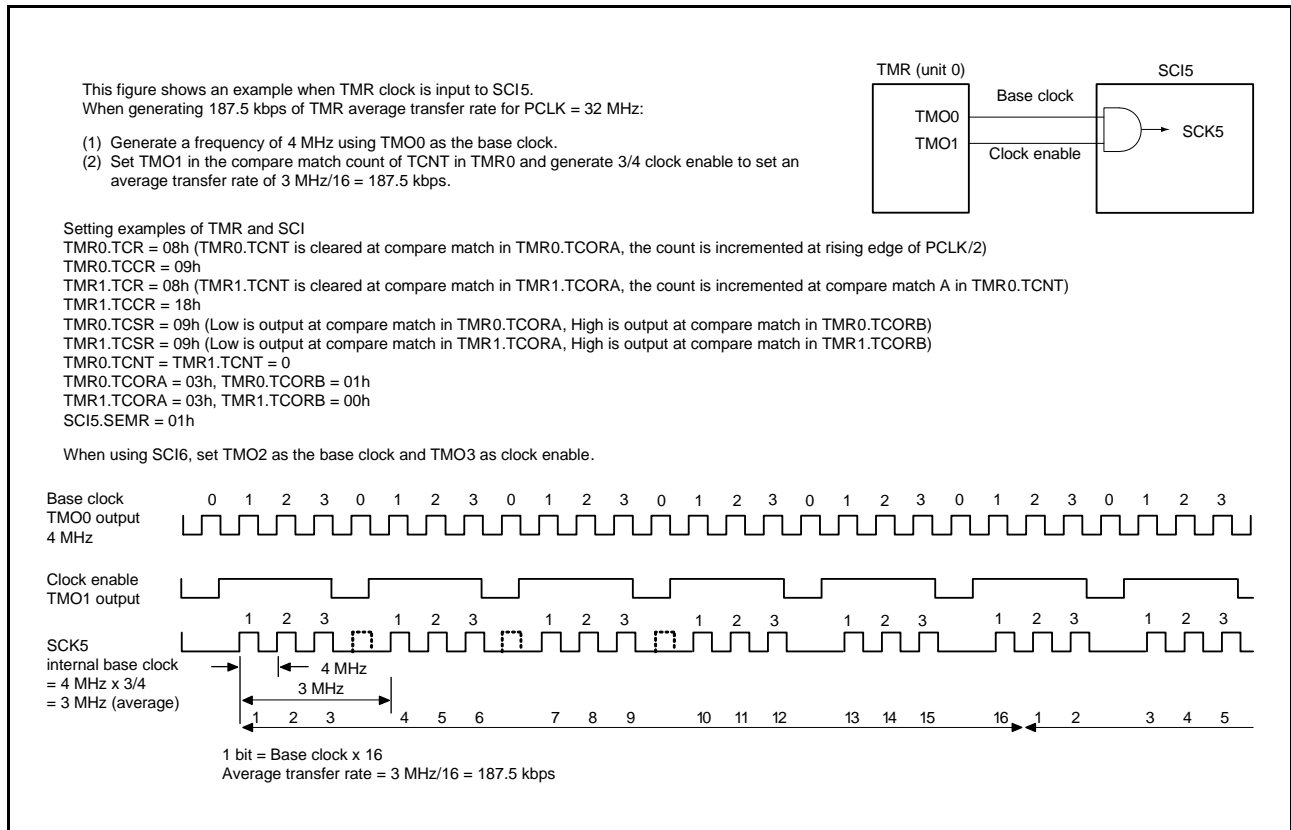 This figure shows an example when TMR clock is input to SCI5.
When generating 187.5 kbps of TMR average transfer rate for PCLK = 32 MHz:
(1) Generate a frequency of 4 MHz using TMO0 as the base clock.
(2) Set TMO1 in the compare match count of TCNT in TMR0 and generate 3/4 clock enable to set an
average transfer rate of 3 MHz/16 = 187.5 kbps.
TMR (unit 0)
SCI5
Base clock
TMO0
TMO1
Clock enable
SCK5
Setting examples of TMR and SCI
TMR0.TCR = 08h (TMR0.TCNT is cleared at compare match in TMR0.TCORA, the count is incremented at rising edge of PCLK/2)
TMR0.TCCR = 09h
TMR1.TCR = 08h (TMR1.TCNT is cleared at compare match in TMR1.TCORA, the count is incremented at compare match A in TMR0.TCNT)
TMR1.TCCR = 18h
TMR0.TCSR = 09h (Low is output at compare match in TMR0.TCORA, High is output at compare match in TMR0.TCORB)
TMR1.TCSR = 09h (Low is output at compare match in TMR1.TCORA, High is output at compare match in TMR1.TCORB)
TMR0.TCNT = TMR1.TCNT = 0
TMR0.TCORA = 03h, TMR0.TCORB = 01h
TMR1.TCORA = 03h, TMR1.TCORB = 00h
SCI5.SEMR = 01h
When using SCI6, set TMO2 as the base clock and TMO3 as clock enable.
Base clock
TMO0 output
4 MHz
0 1 2 3 0 1 2 3 0 1 2 3 0 1 2 3 0 1 2 3 0 1 2 3 0 1 2 3
Clock enable
TMO1 output
1 2 3 1 2 3 1 2 3 1 2 3 1 2 3 1 2 3 1 2 3
SCK5
internal base clock
= 4 MHz x 3/4
= 3 MHz (average)
4 MHz
3 MHz
1 2 3 4 5 6 7 8 9 10 11 12 13 14 15 16 1 2 3 4 5
1 bit = Base clock x 16
Average transfer rate = 3 MHz/16 = 187.5 kbps